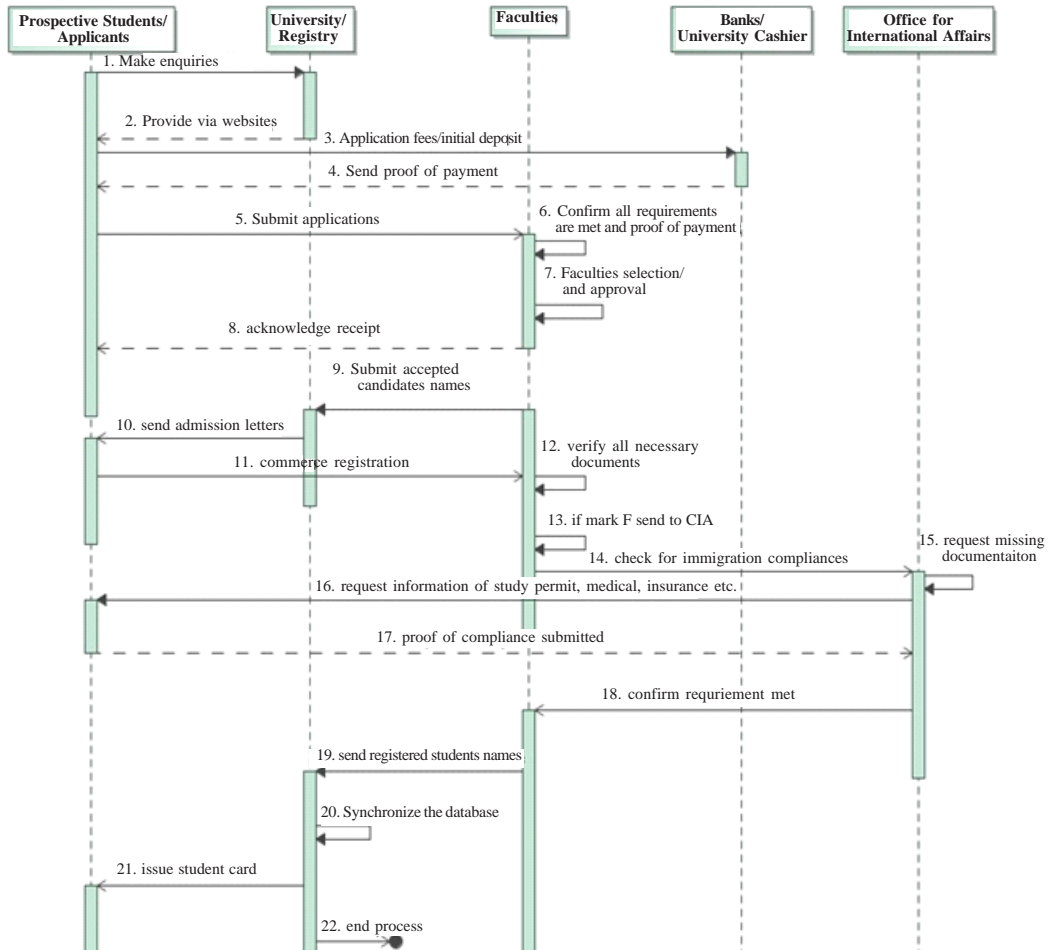 Prospective Students/
Applicants
University/
Registry
Faculties
Banks/
University Cashier
Office for
International Affairs
1. Make enquiries
2. Provide via websites
3. Application fees/initial deposit
4. Send proof of payment
5. Submit applications
6. Confirm all requirements
are met and proof of payment
7. Faculties selection/
and approval
8. acknowledge receipt
9. Submit accepted
candidates names
10. send admission letters
11. commerce registration
12. verify all necessary
documents
13. if mark F send to CIA
14. check for immigration compliances
15. request missing
documentaiton
16. request information of study permit, medical, insurance etc.
17. proof of compliance submitted
18. confirm requriement met
19. send registered students names
20. Synchronize the database
21. issue student card
22. end process